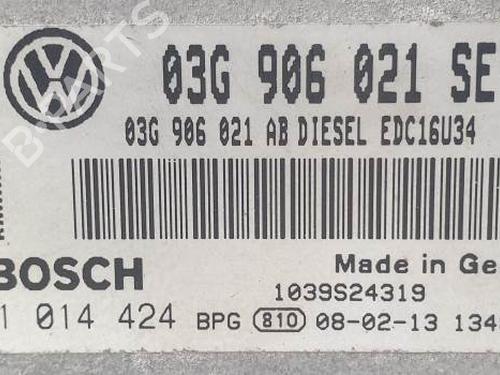 03G 906 021 SE
03G 906 021 AB DIESEL EDC16U34
BOSCH
Made in Ge
1039S24319
1 014 424 BPG 810 08-02-13 134
B-PARTS